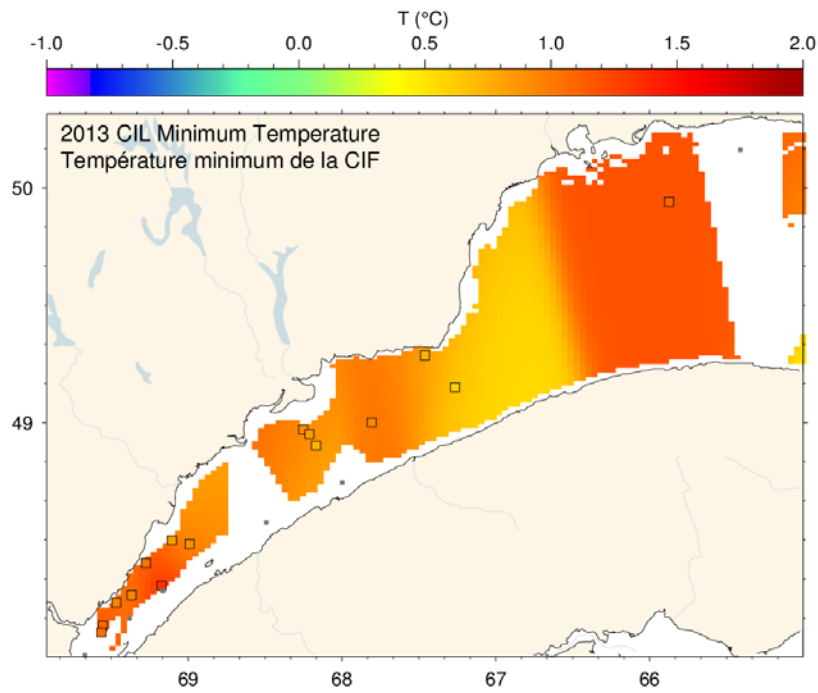 T (°C)
-1.0 -0.5 0.0 0.5 1.0 1.5 2.0
2013 CIL Minimum Temperature
Température minimum de la CIF
50
49
69 68 67 66